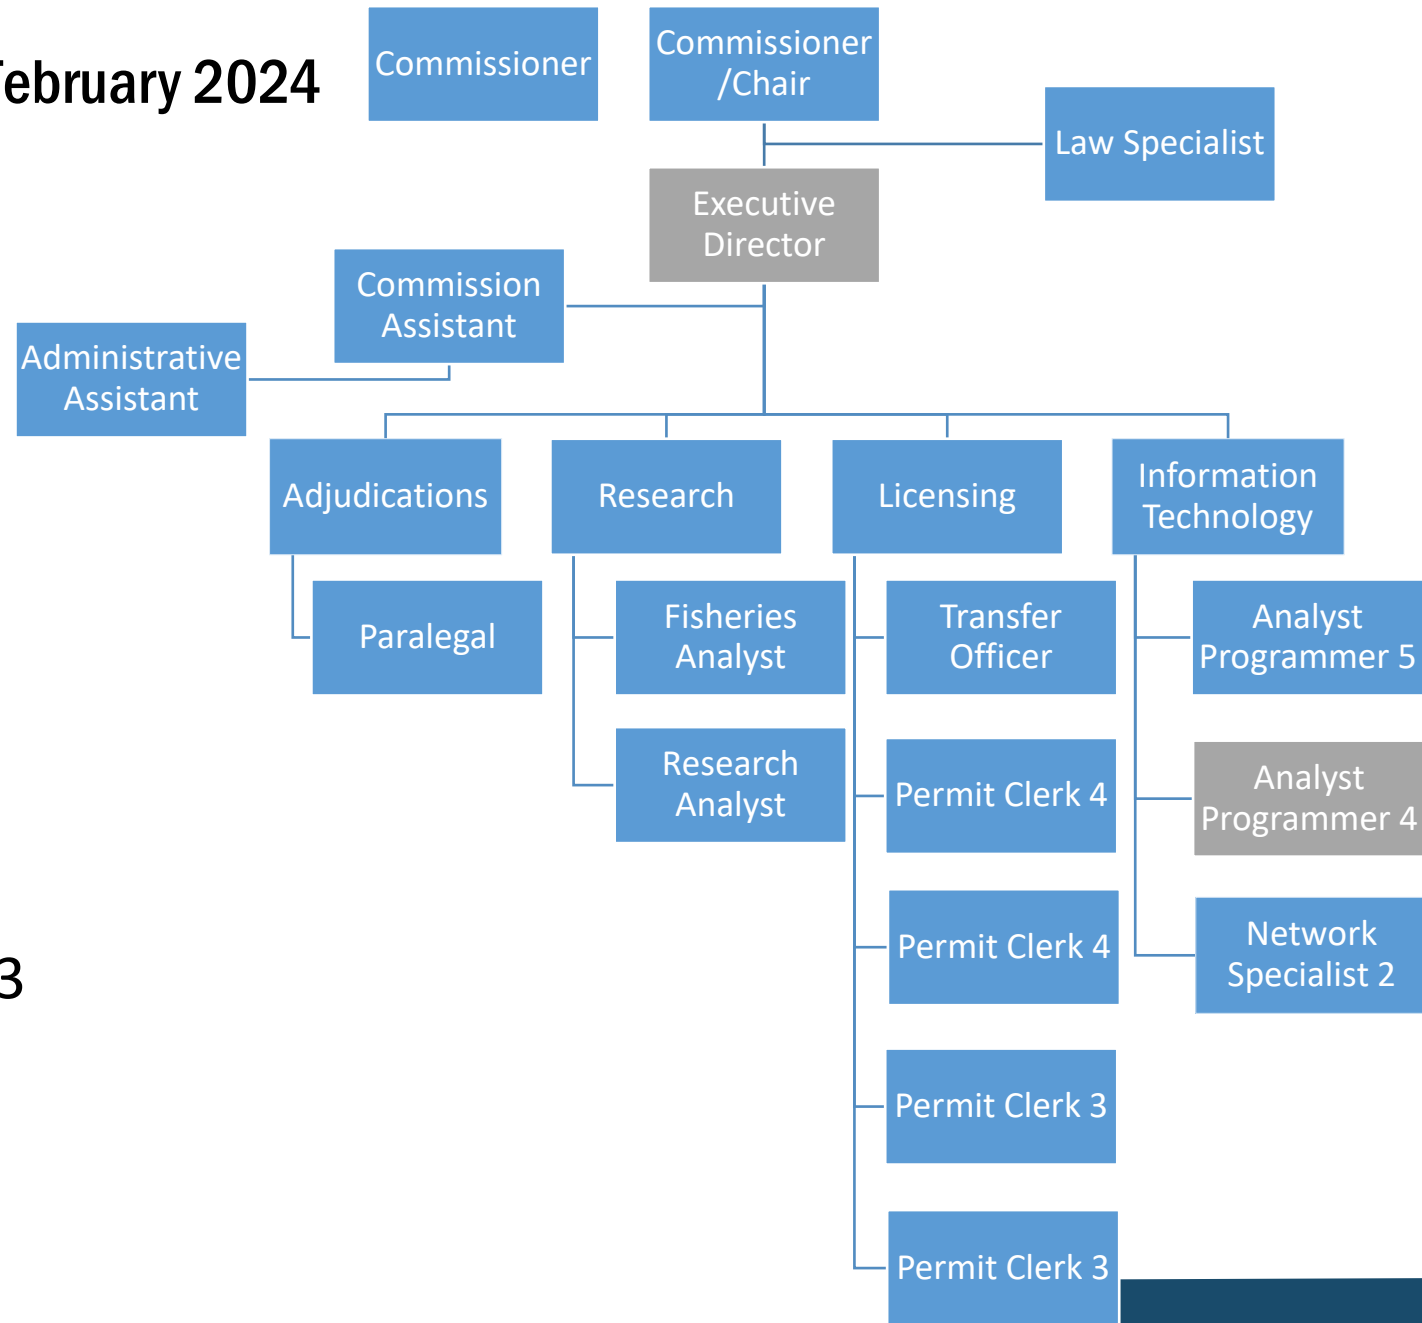 ebruary 2024
Commissioner
Commissioner
/Chair
Law Specialist
Executive
Director
Commission
Assistant
Administrative
Assistant
Adjudications
Research
Licensing
Information
Technology
Paralegal
Fisheries
Analyst
Transfer
Officer
Analyst
Programmer 5
Research
Analyst
Permit Clerk 4
Analyst
Programmer 4
Permit Clerk 4
Network
Specialist 2
3
Permit Clerk 3
Permit Clerk 3